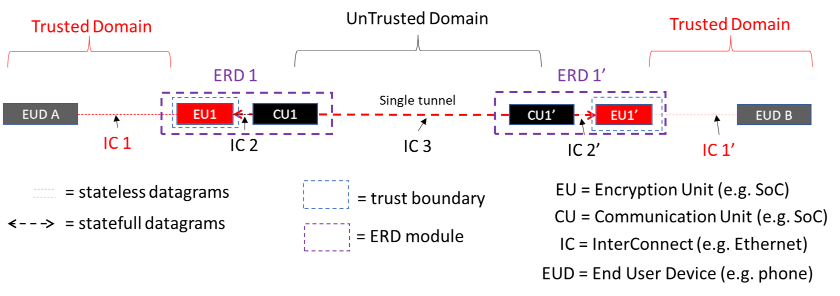 UnTrusted Domain
Trusted Domain
Trusted Domain
ERD 1
ERD 1’
Single tunnel
EUD A
EU1
CU1
CU1’
EU1’
EUD B
IC 1
IC 2
IC 3
IC 2’
IC 1’
= stateless datagrams
= statefull datagrams
= trust boundary
= ERD module
EU = Encryption Unit (e.g. SoC)
CU = Communication Unit (e.g. SoC)
IC = InterConnect (e.g. Ethernet)
EUD = End User Device (e.g. phone)